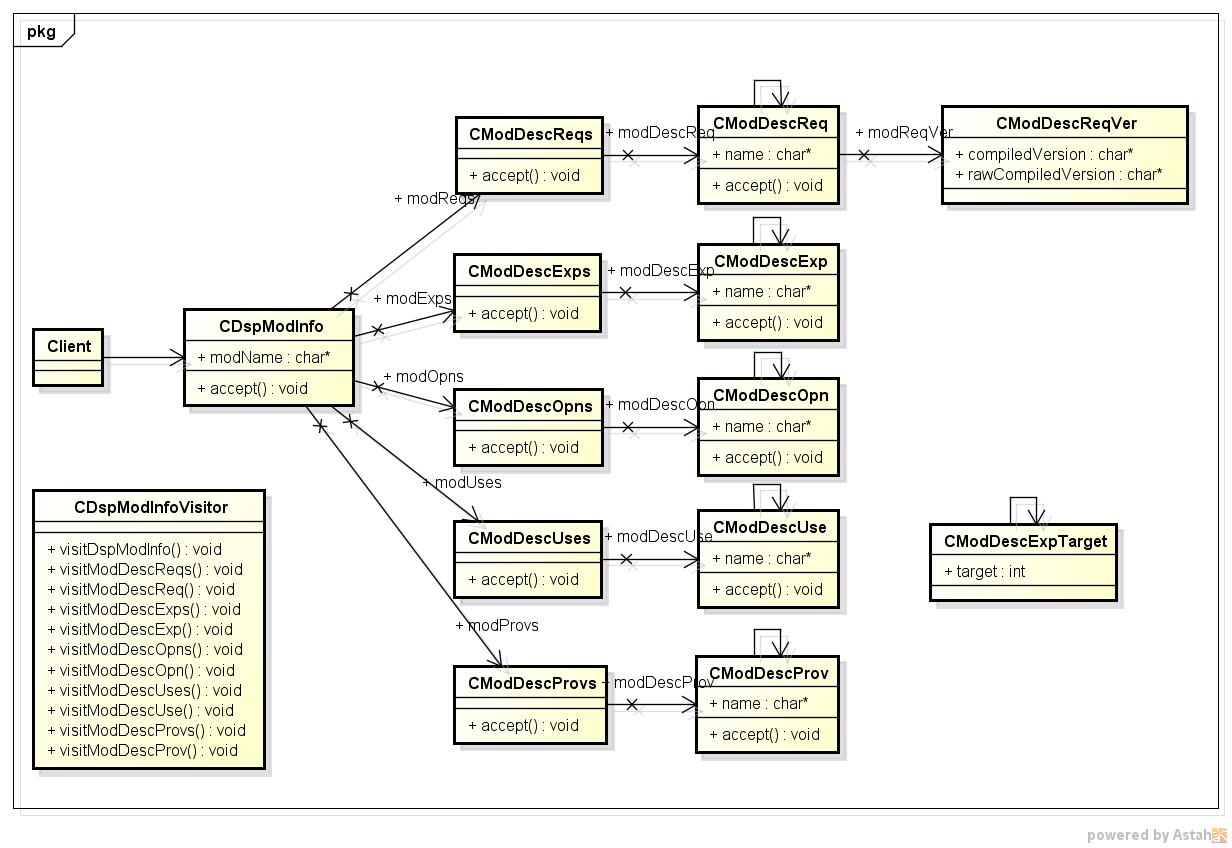 pkg
CModDescReqs
+ accept() : void
+ modDescReq
CModDescReq
+ name : char*
+ accept() : void
+ modReqVer
CModDescReqVer
+ compiledVersion : char*
+ rawCompiledVersion : char*
+ modReqs
CModDescExps
+ accept() : void
+ modDescExp
CModDescExp
+ name : char*
+ accept() : void
+ modExps
Client
CDspModInfo
+ modName : char*
+ accept() : void
+ modOpns
CModDescOpns
+ accept() : void
+ modDescOpn
CModDescOpn
+ name : char*
+ accept() : void
+ modUses
CModDescUses
+ accept() : void
+ modDescUse
CModDescUse
+ name : char*
+ accept() : void
CModDescExpTarget
+ target : int
CDspModInfoVisitor
+ visitDspModInfo() : void
+ visitModDescReqs() : void
+ visitModDescReq() : void
+ visitModDescExps() : void
+ visitModDescExp() : void
+ visitModDescOpns() : void
+ visitModDescOpn() : void
+ visitModDescUses() : void
+ visitModDescUse() : void
+ visitModDescProvs() : void
+ visitModDescProv() : void
+ modProvs
CModDescProvs
+ accept() : void
+ modDescProv
CModDescProv
+ name : char*
+ accept() : void
powered by Astah